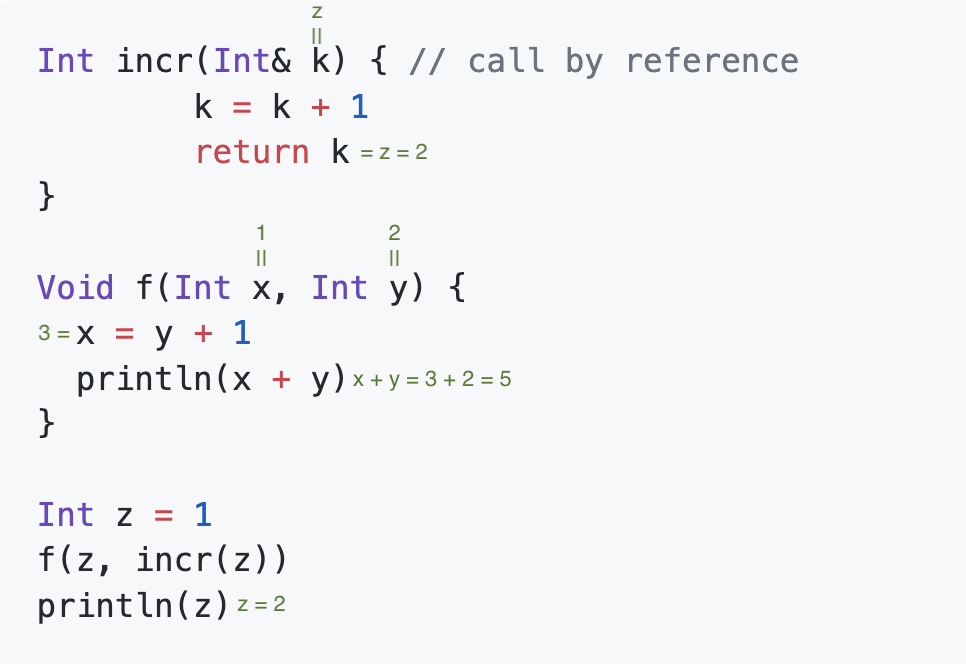 z
||
Int incr(Int& k) { // call by reference
k = k + 1
return k = z = 2
}
1 2
|| ||
Void f(Int x, Int y) {
3 = x = y + 1
println(x + y) x + y = 3 + 2 = 5
}
Int z = 1
f(z, incr(z))
println(z) z = 2